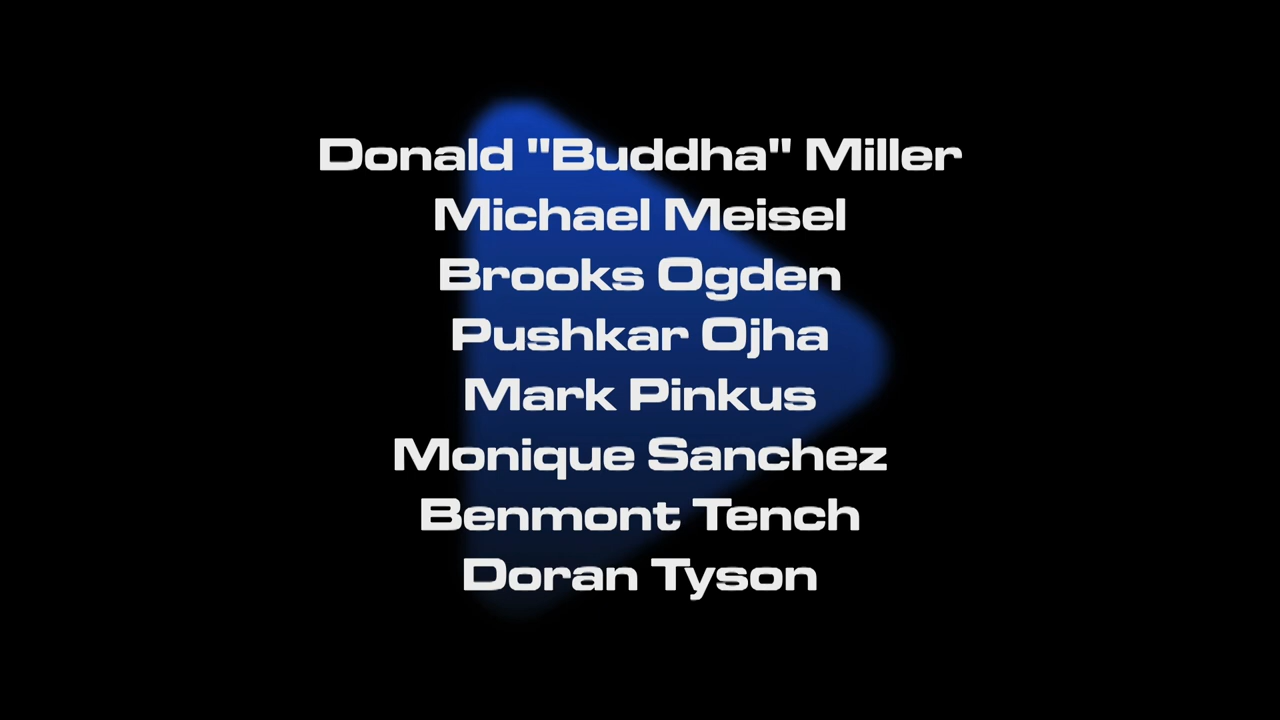 Donald "Buddha" Miller
Michael Meisel
Brooks Ogden
Pushkar Ojha
Mark Pinkus
Monique Sanchez
Benmont Tench
Doran Tyson